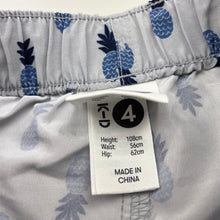 K-D
4
Height: 108cm
Waist: 56cm
Hip: 62cm
MADE IN
CHINA